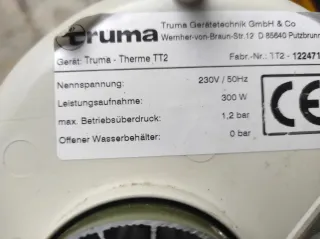 truma
Truma Gerätetechnik GmbH & Co
Wernher-von-Braun-Str.12 D 85640 Putzbrunn
Gerät: Truma - Therme TT2
Fabr.-Nr.: TT2 - 122471
Nennspannung: 230V / 50Hz
Leistungsaufnahme: 300 W
max. Betriebsüberdruck: 1,2 bar
Offener Wasserbehälter: 0 bar
CE